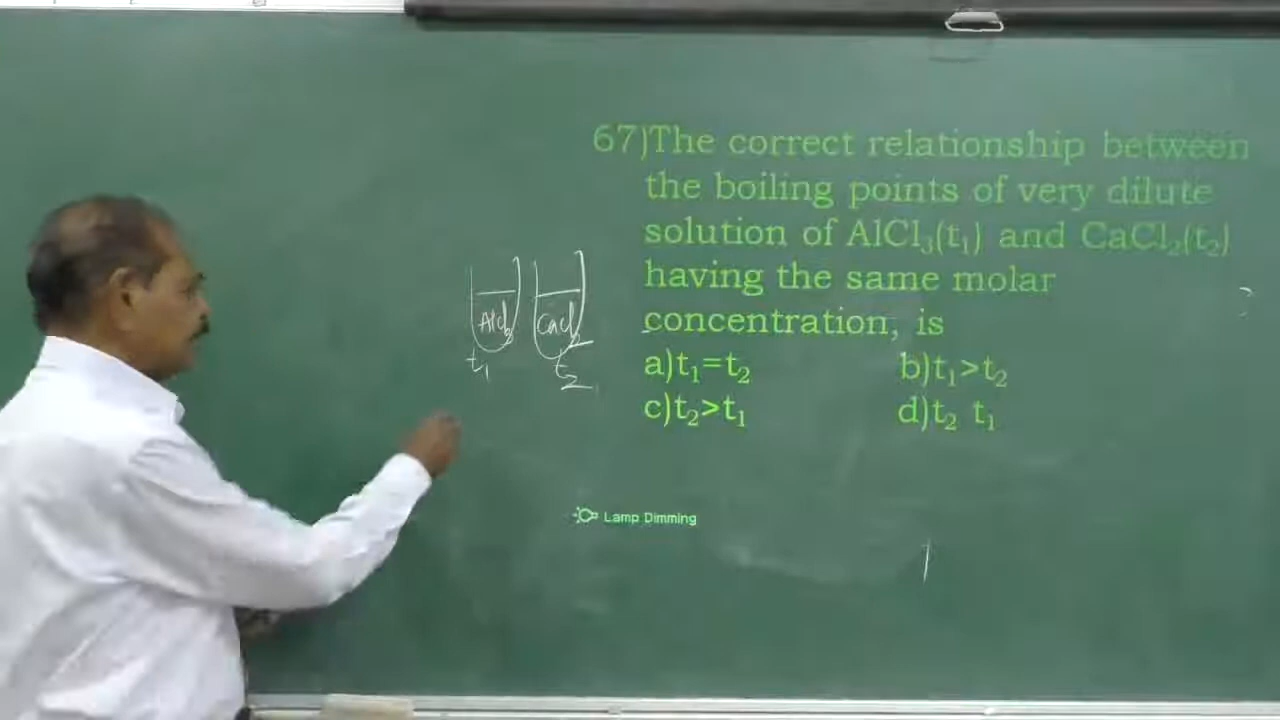 67)The correct relationship between
the boiling points of very dilute
solution of AlCl₃(t₁) and CaCl₂(t₂)
having the same molar
concentration, is
a)t₁=t₂ b)t₁>t₂
c)t₂>t₁ d)t₂ t₁
AlCl₃ CaCl₂
t₁ t₂
Lamp Dimming